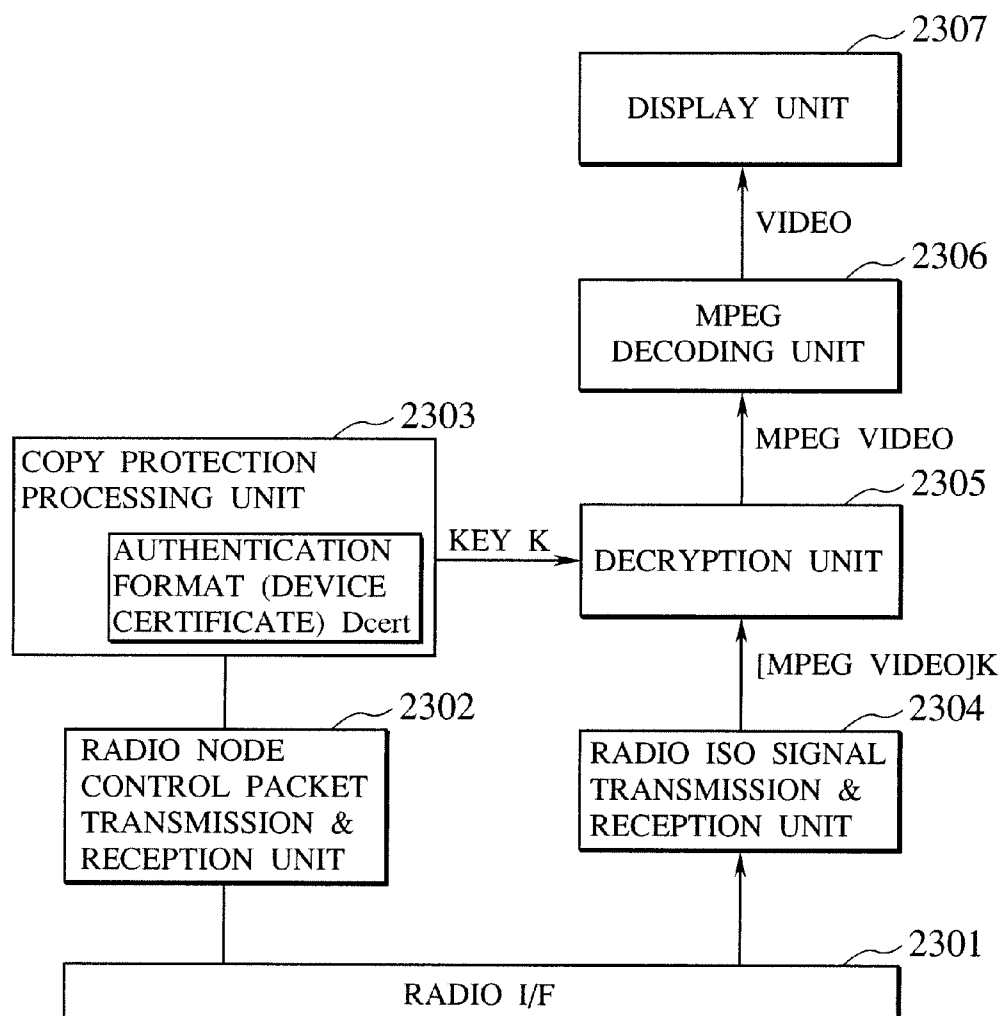 2307
DISPLAY UNIT
VIDEO
2306
MPEG
DECODING UNIT
2303
MPEG VIDEO
COPY PROTECTION
PROCESSING UNIT
2305
KEY K
AUTHENTICATION
FORMAT (DEVICE
CERTIFICATE) Dcert
DECRYPTION UNIT
[MPEG VIDEO]K
2302
2304
RADIO NODE
CONTROL PACKET
TRANSMISSION &
RECEPTION UNIT
RADIO ISO SIGNAL
TRANSMISSION &
RECEPTION UNIT
2301
RADIO I/F